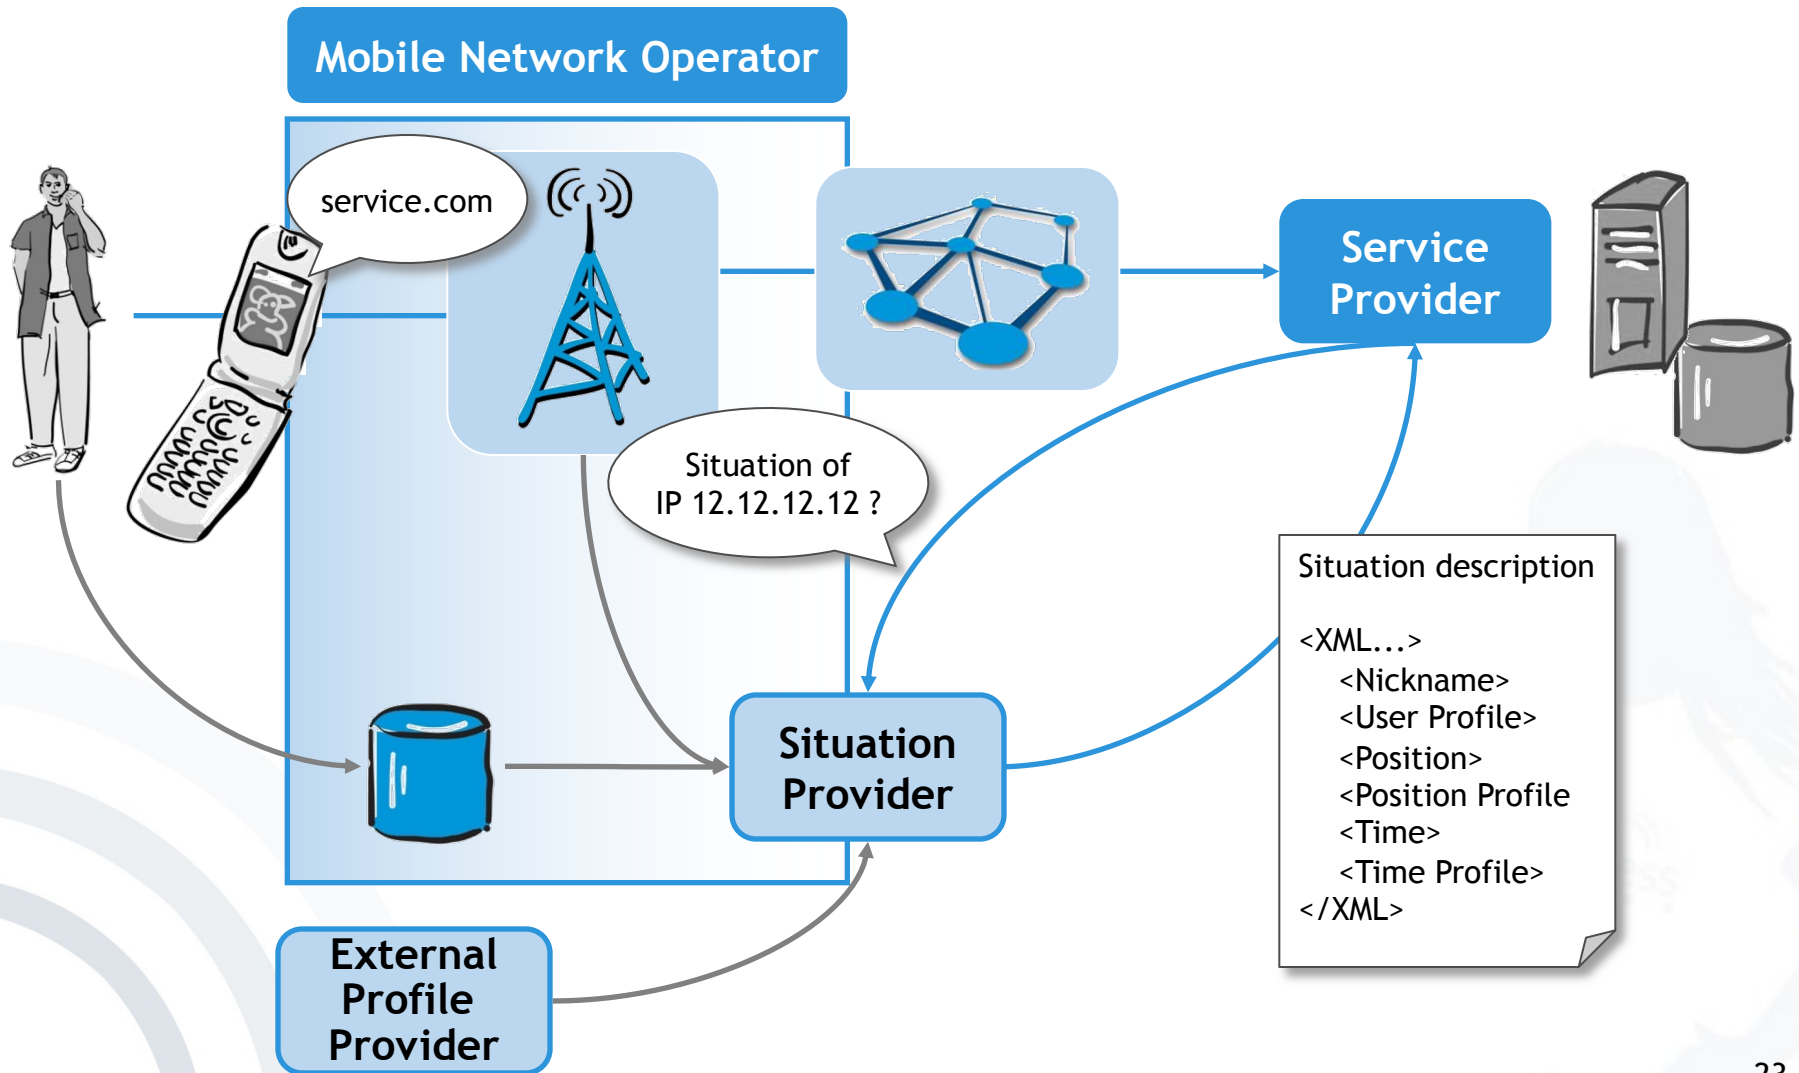 Mobile Network Operator
service.com
Service
Provider
Situation of
IP 12.12.12.12 ?
Situation description
<XML...>
<Nickname>
<User Profile>
<Position>
<Position Profile
<Time>
<Time Profile>
</XML>
Situation
Provider
External
Profile
Provider
23